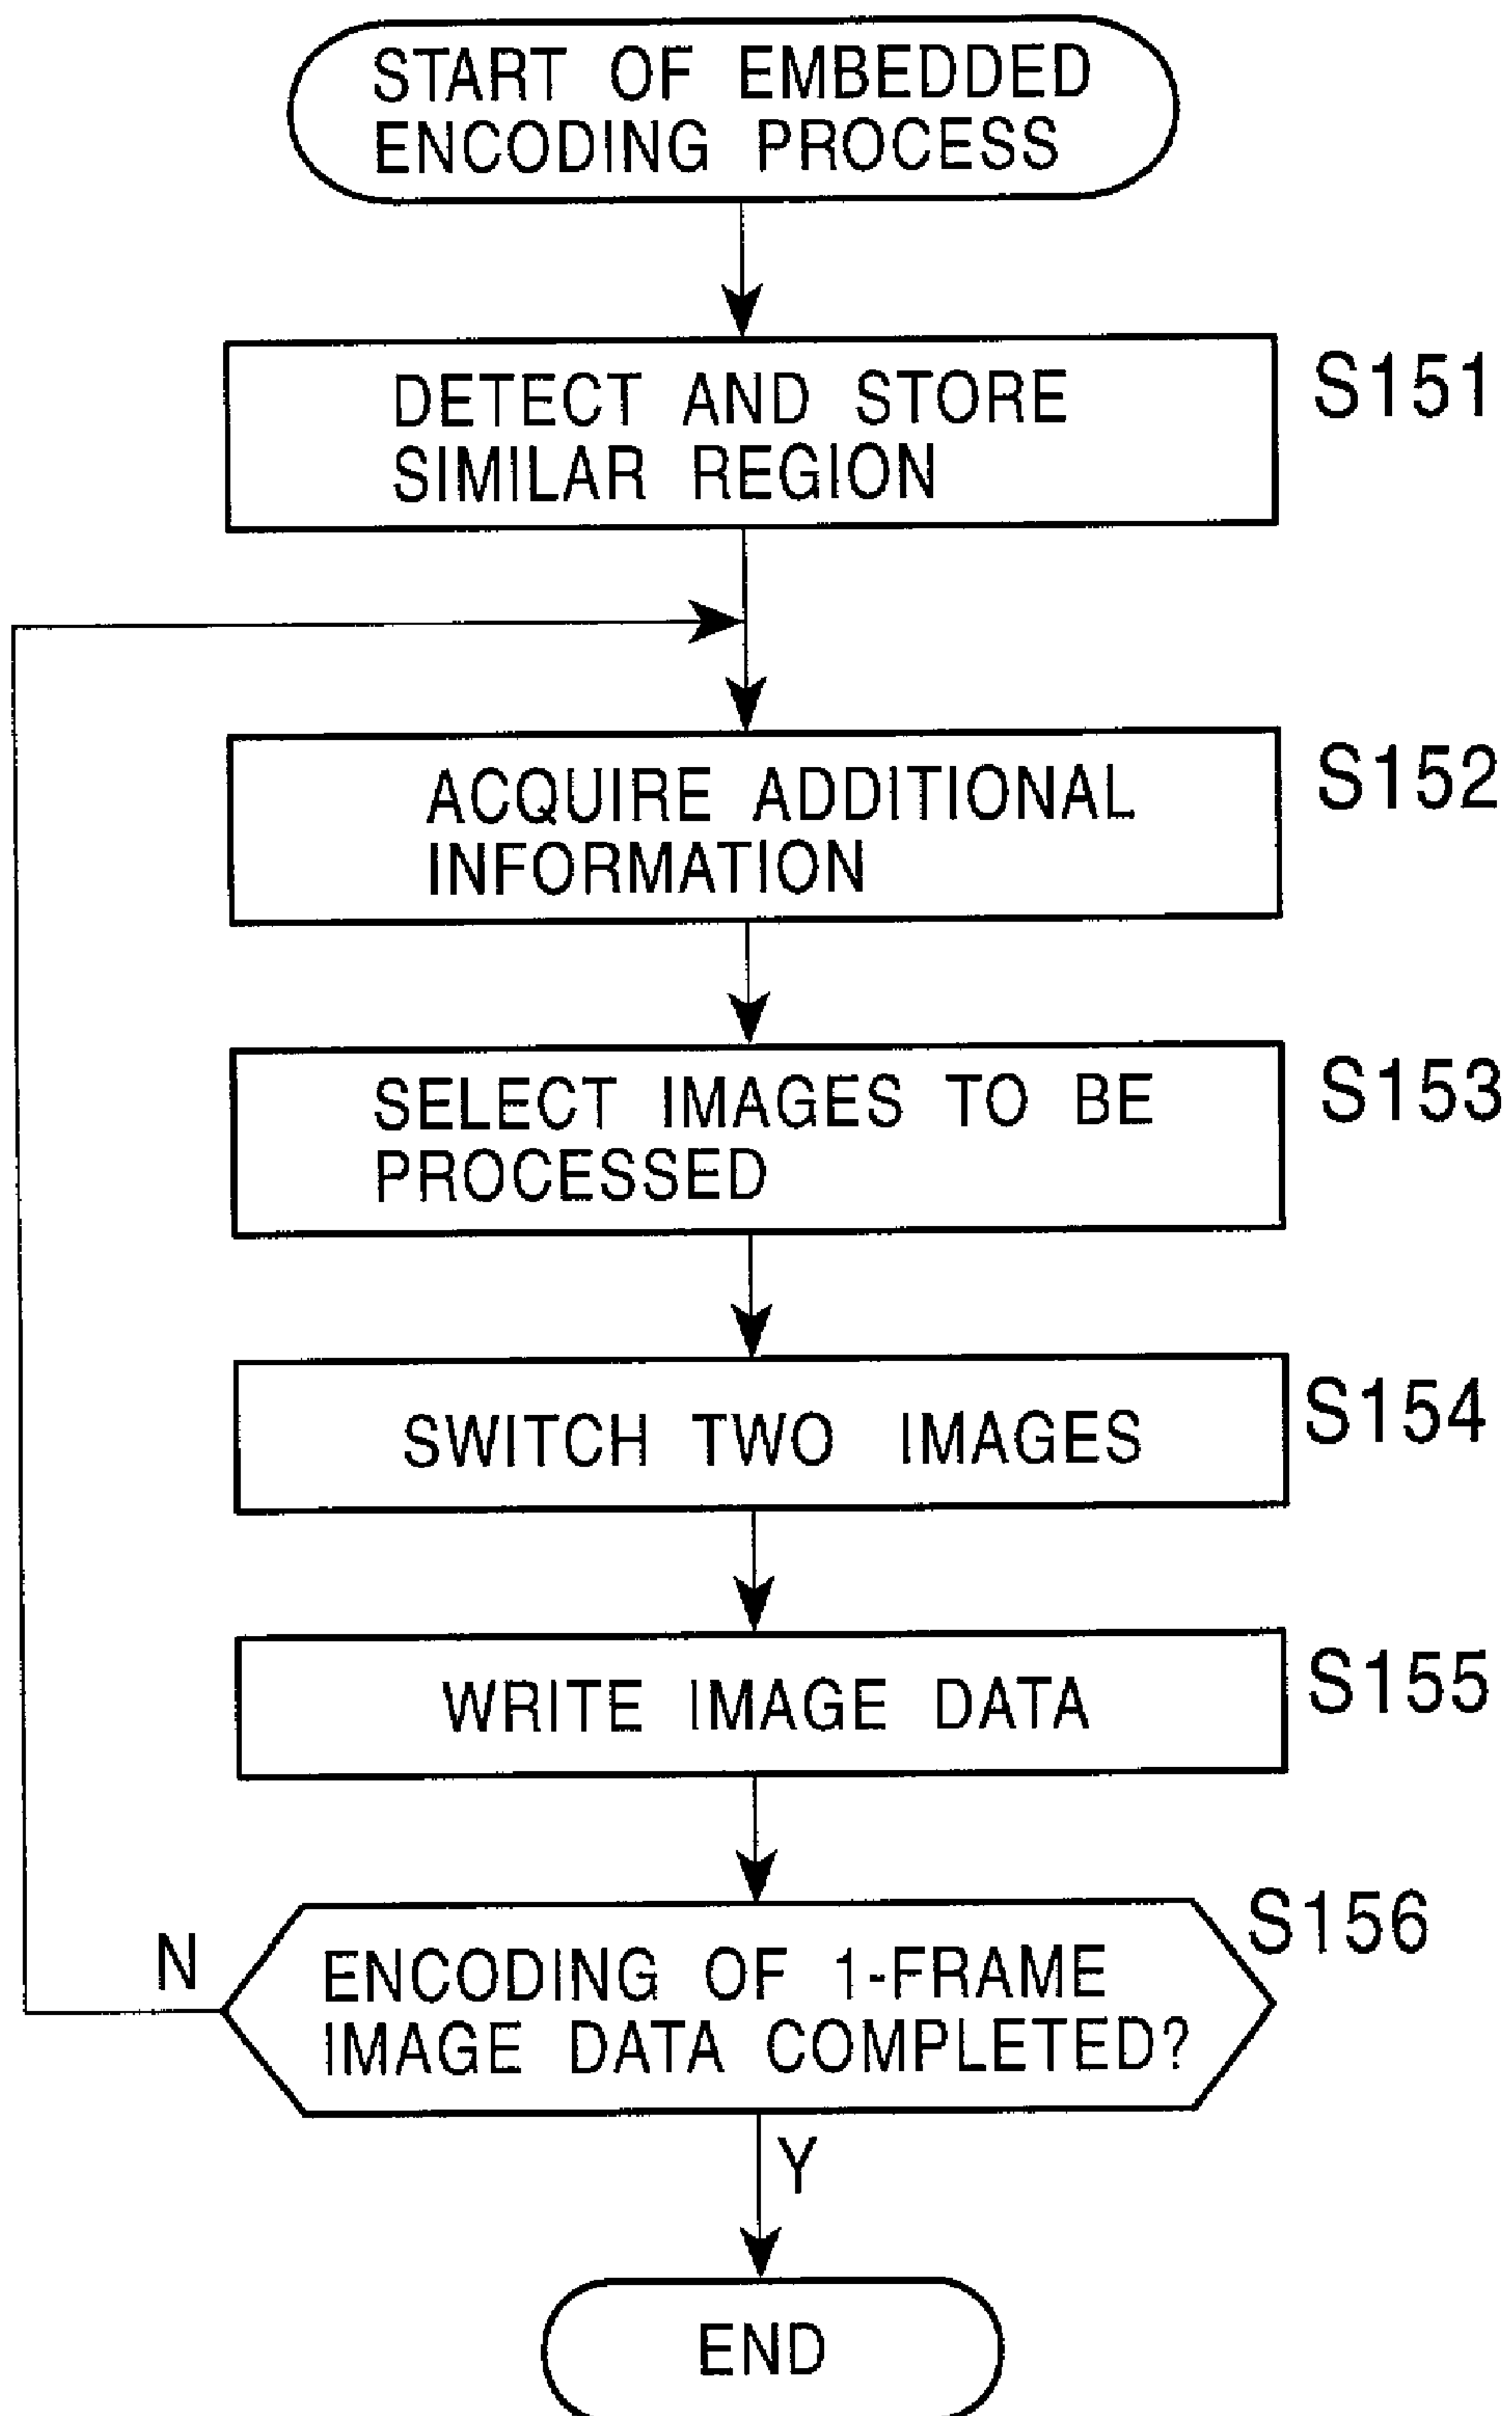 START OF EMBEDDED
ENCODING PROCESS
DETECT AND STORE
SIMILAR REGION
S151
ACQUIRE ADDITIONAL
INFORMATION
S152
SELECT IMAGES TO BE
PROCESSED
S153
SWITCH TWO IMAGES
S154
WRITE IMAGE DATA
S155
ENCODING OF 1-FRAME
IMAGE DATA COMPLETED?
S156
N
Y
END